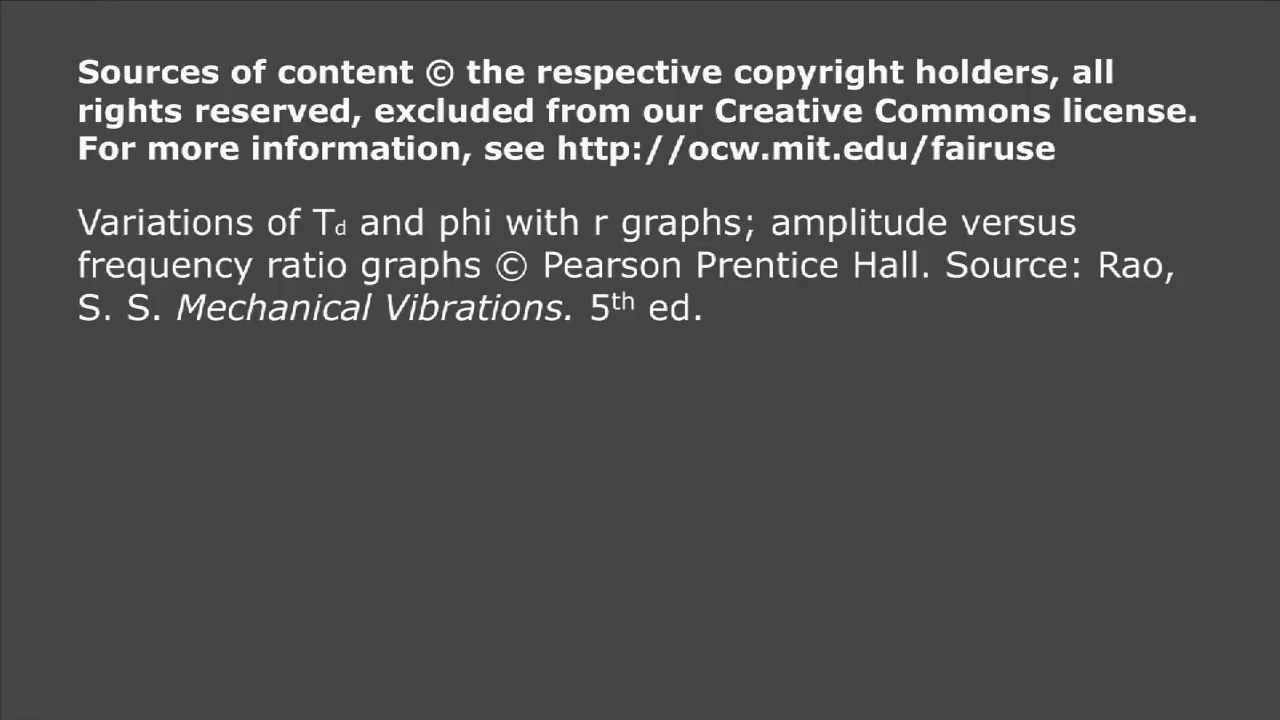 Sources of content © the respective copyright holders, all
rights reserved, excluded from our Creative Commons license.
For more information, see http://ocw.mit.edu/fairuse
Variations of Td and phi with r graphs; amplitude versus
frequency ratio graphs © Pearson Prentice Hall. Source: Rao,
S. S. Mechanical Vibrations. 5th ed.